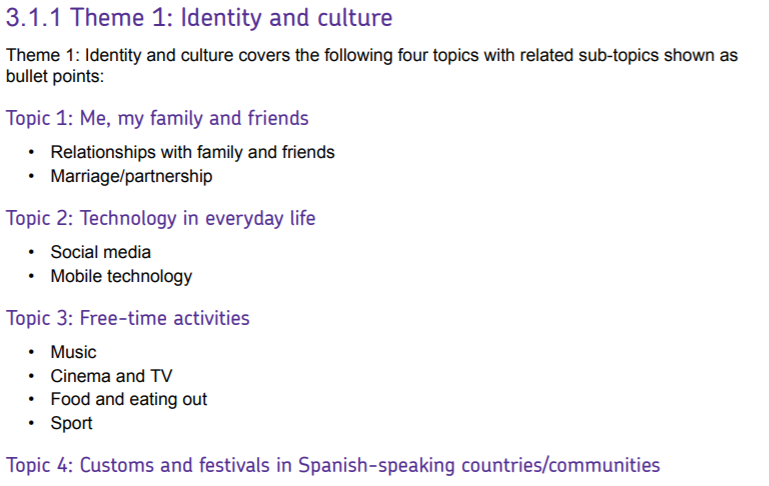 3.1.1 Theme 1: Identity and culture
Theme 1: Identity and culture covers the following four topics with related sub-topics shown as
bullet points:
Topic 1: Me, my family and friends
• Relationships with family and friends
• Marriage/partnership
Topic 2: Technology in everyday life
• Social media
• Mobile technology
Topic 3: Free-time activities
• Music
• Cinema and TV
• Food and eating out
• Sport
Topic 4: Customs and festivals in Spanish-speaking countries/communities